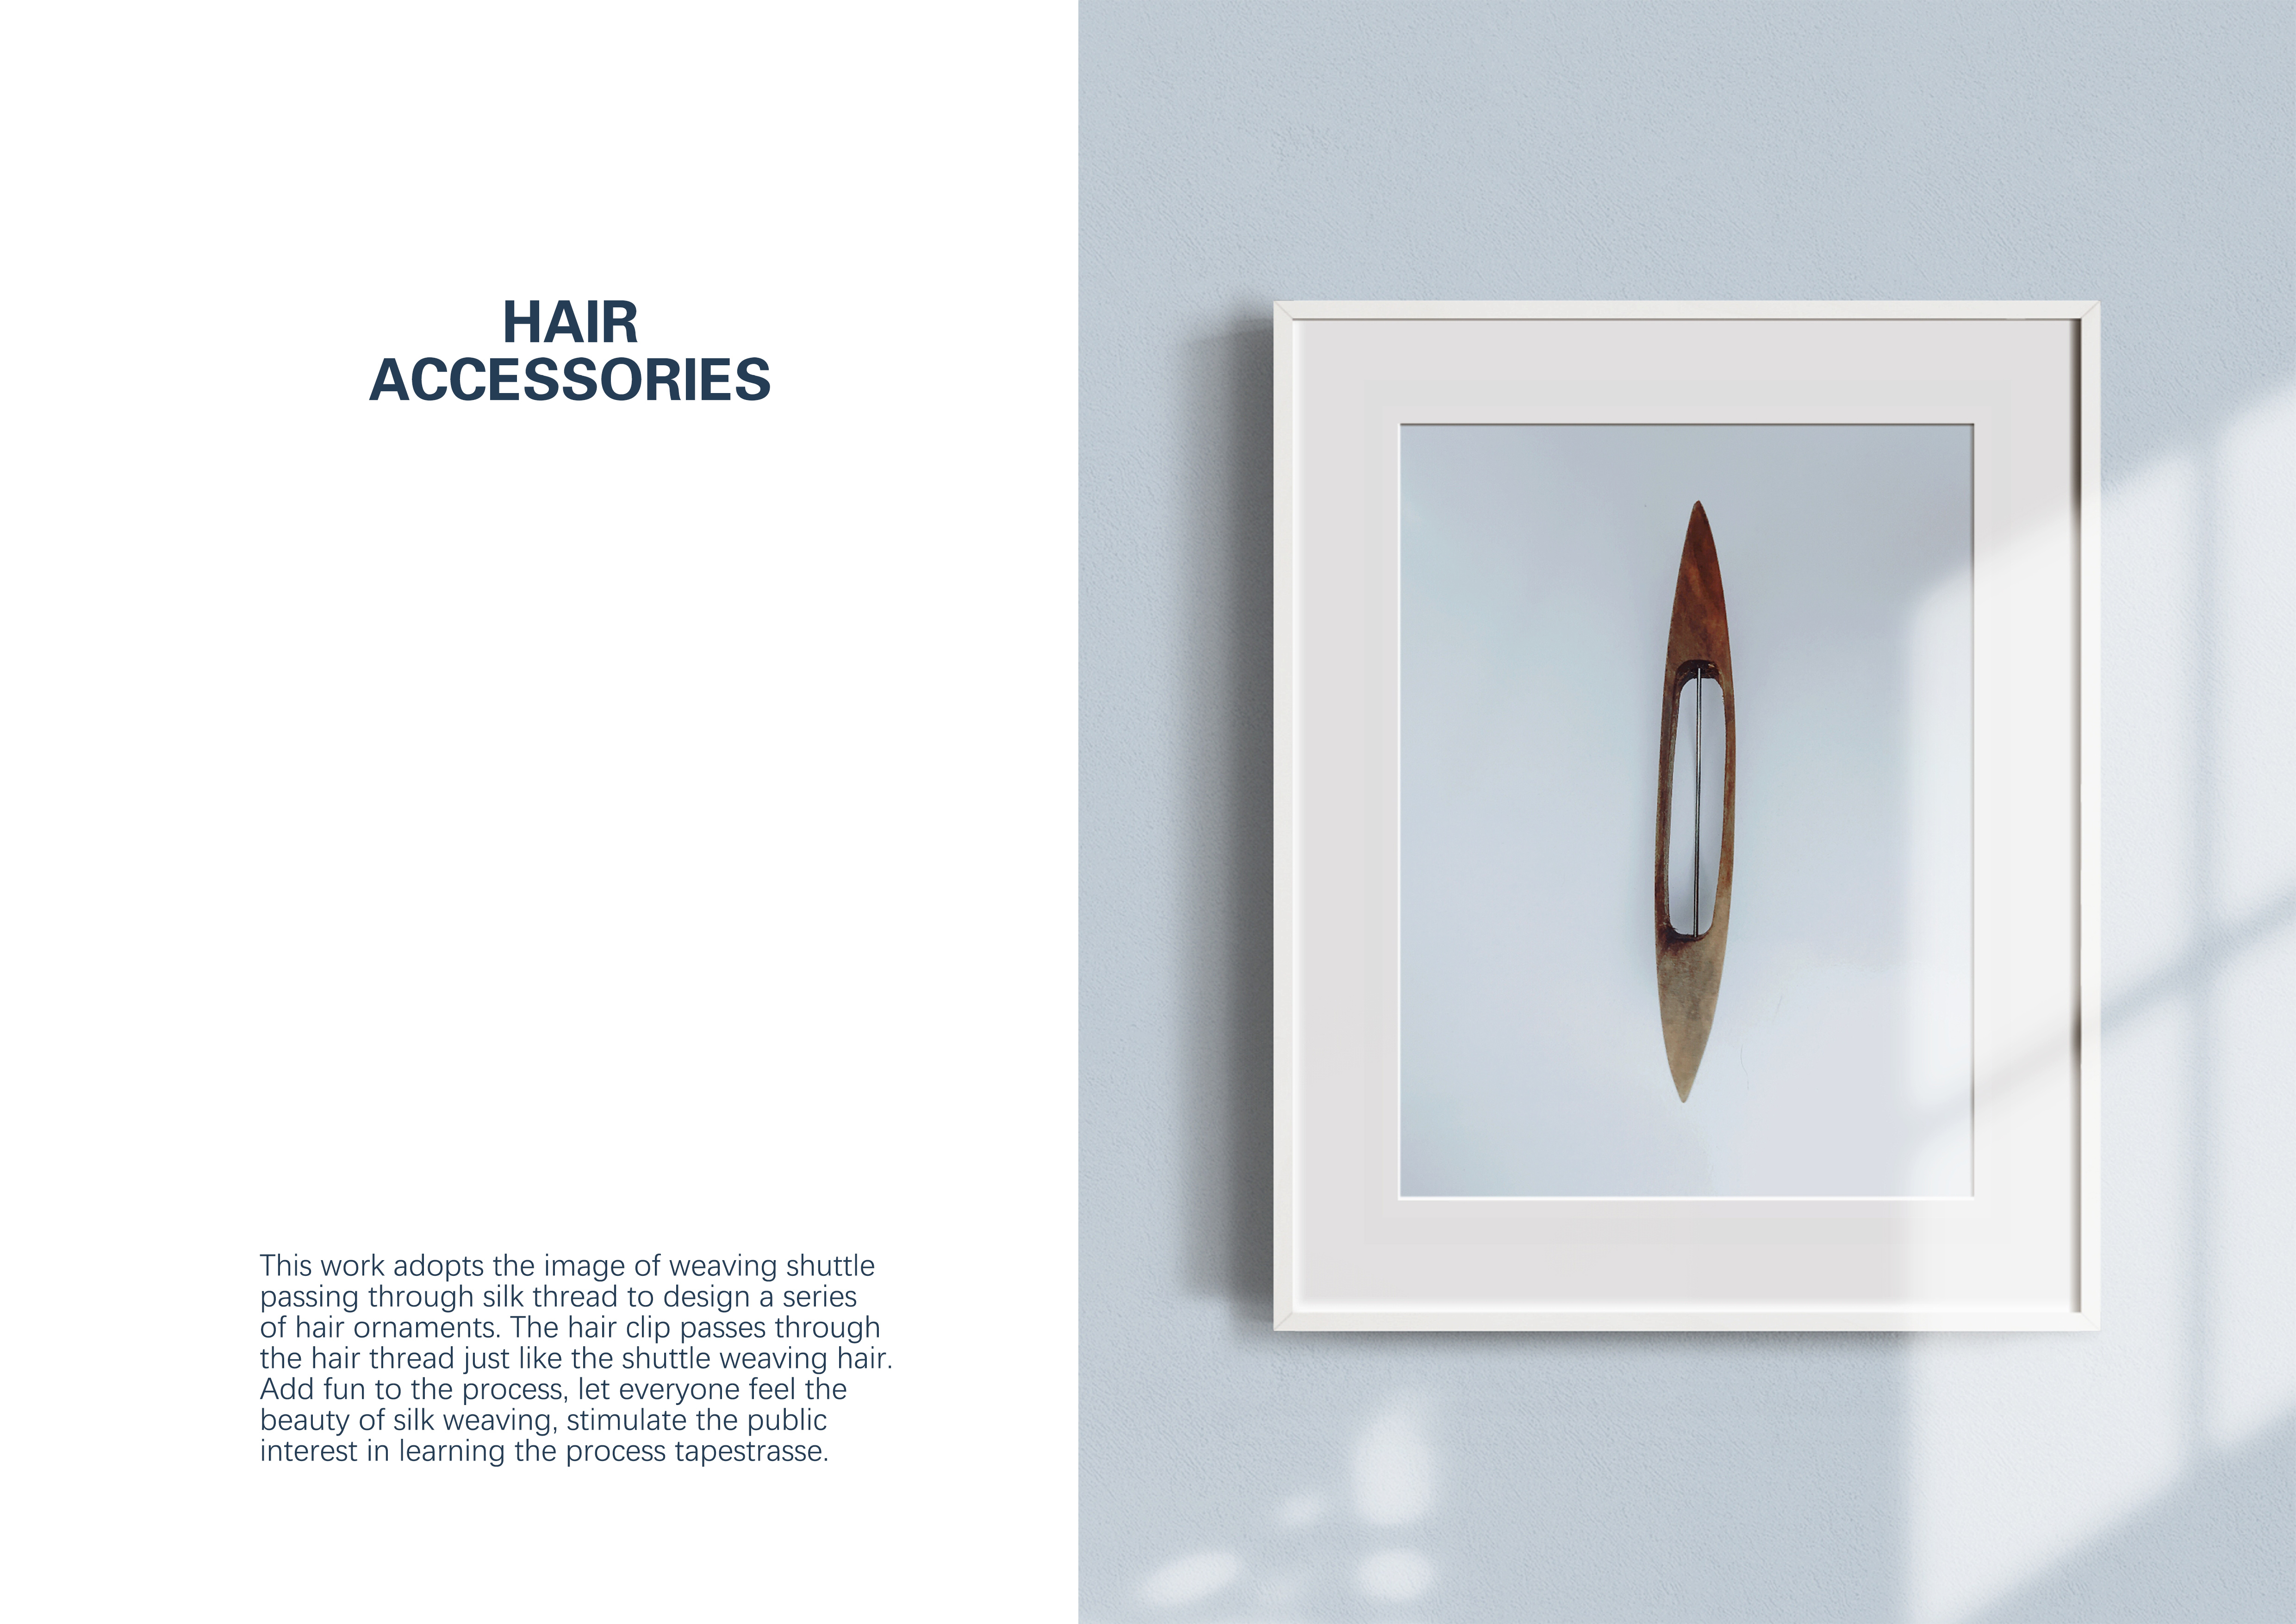 HAIR
ACCESSORIES
This work adopts the image of weaving shuttle
passing through silk thread to design a series
of hair ornaments. The hair clip passes through
the hair thread just like the shuttle weaving hair.
Add fun to the process, let everyone feel the
beauty of silk weaving, stimulate the public
interest in learning the process tapestrasse.